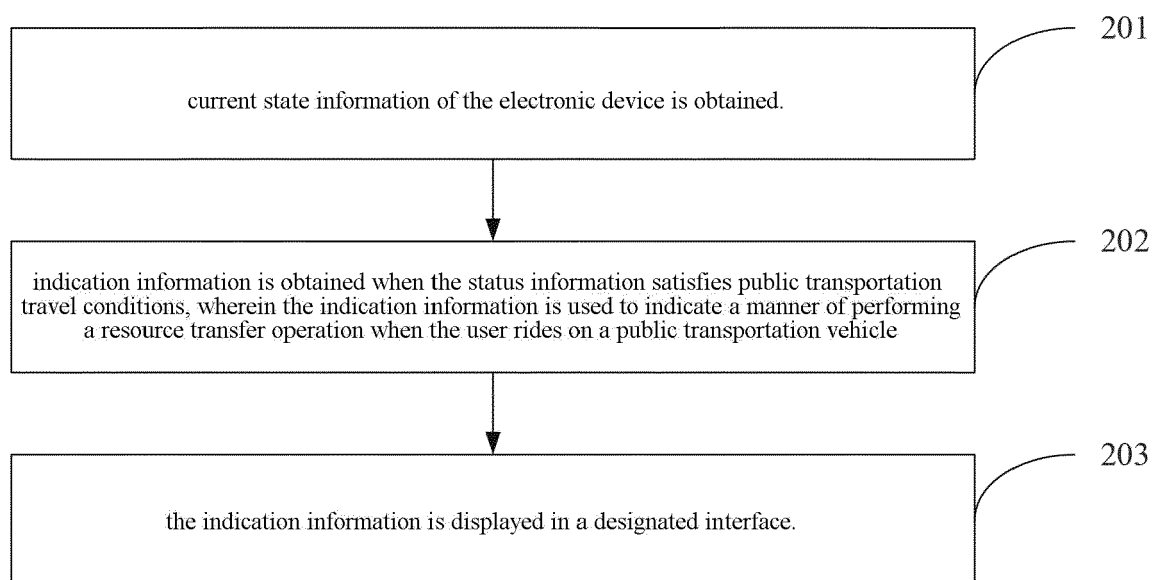 201
current state information of the electronic device is obtained.
202
indication information is obtained when the status information satisfies public transportation
travel conditions, wherein the indication information is used to indicate a manner of performing
a resource transfer operation when the user rides on a public transportation vehicle
203
the indication information is displayed in a designated interface.